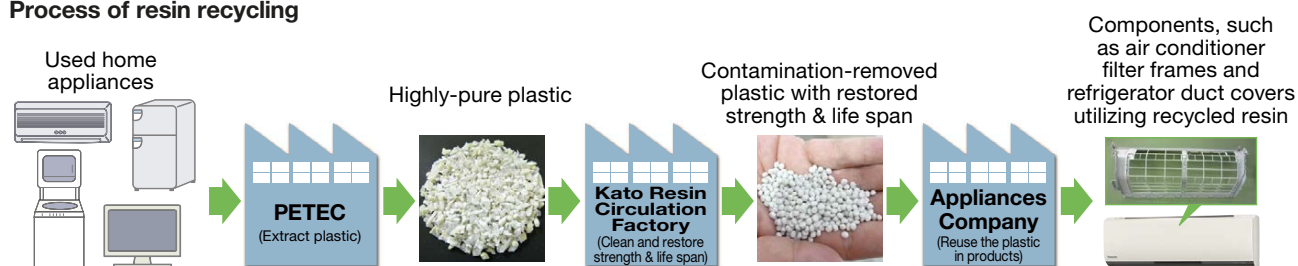 Process of resin recycling
Used home
appliances
PETEC
(Extract plastic)
Highly-pure plastic
Kato Resin
Circulation
Factory
(Clean and restore
strength & life span)
Contamination-removed
plastic with restored
strength & life span
Appliances
Company
(Reuse the plastic
in products)
Components, such
as air conditioner
filter frames and
refrigerator duct covers
utilizing recycled resin